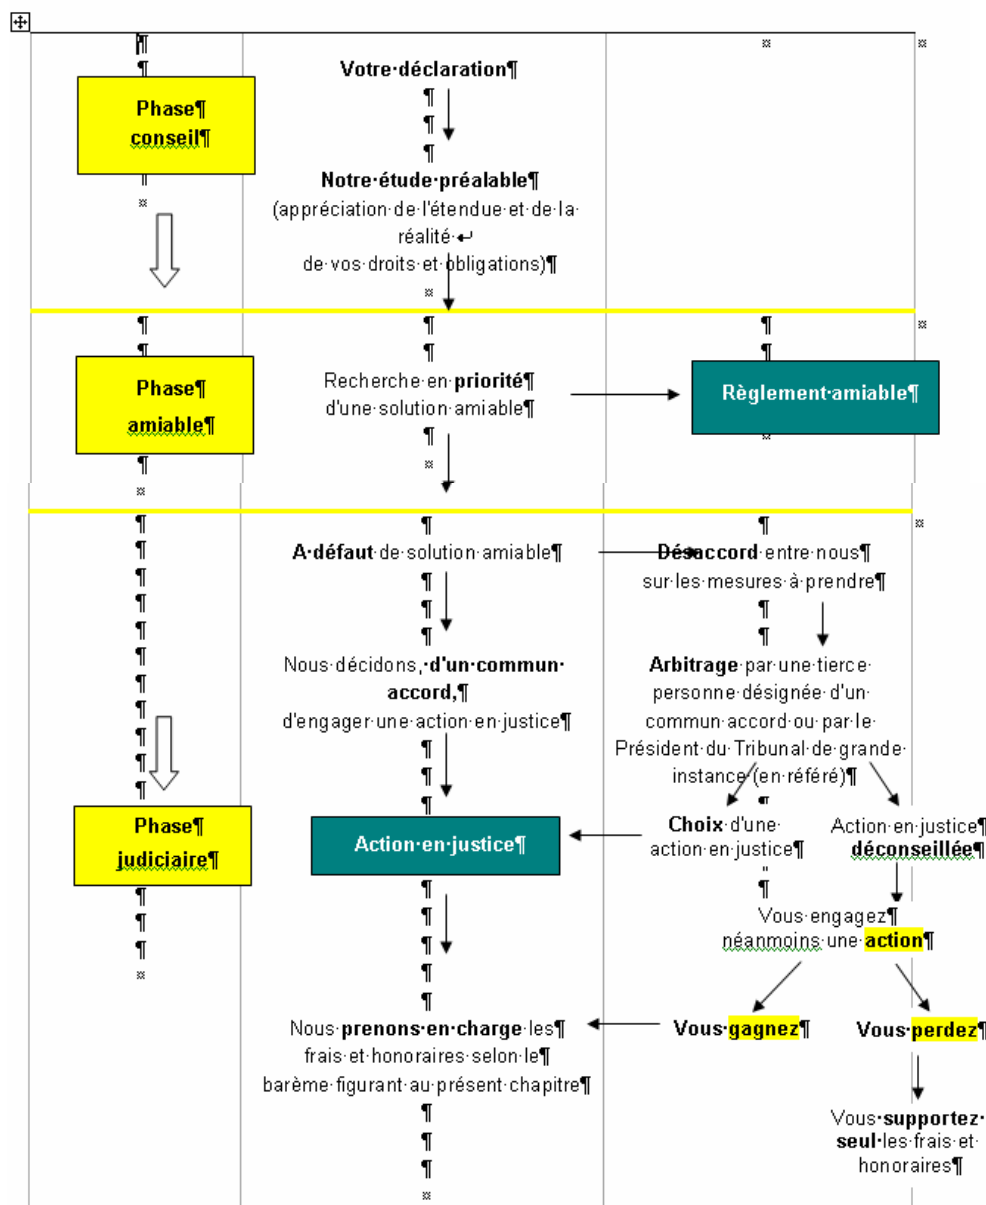 Votre déclaration
Phase
conseil
Notre étude préalable
(appréciation de l'étendue et de la
réalité
de vos droits et obligations)
Phase
amiable
Recherche en priorité
d'une solution amiable
Règlement amiable
A défaut de solution amiable
Désaccord entre nous
sur les mesures à prendre
Nous décidons, d'un commun
accord,
d'engager une action en justice
Arbitrage par une tierce
personne désignée d'un
commun accord ou par le
Président du Tribunal de grande
instance (en référé)
Phase
judiciaire
Action en justice
Choix d'une
action en justice
Action en justice
déconseillée
Vous engagez
néanmoins une action
Vous gagnez
Vous perdez
Nous prenons en charge les
frais et honoraires selon le
barème figurant au présent chapitre
Vous supportez
seul les frais et
honoraires